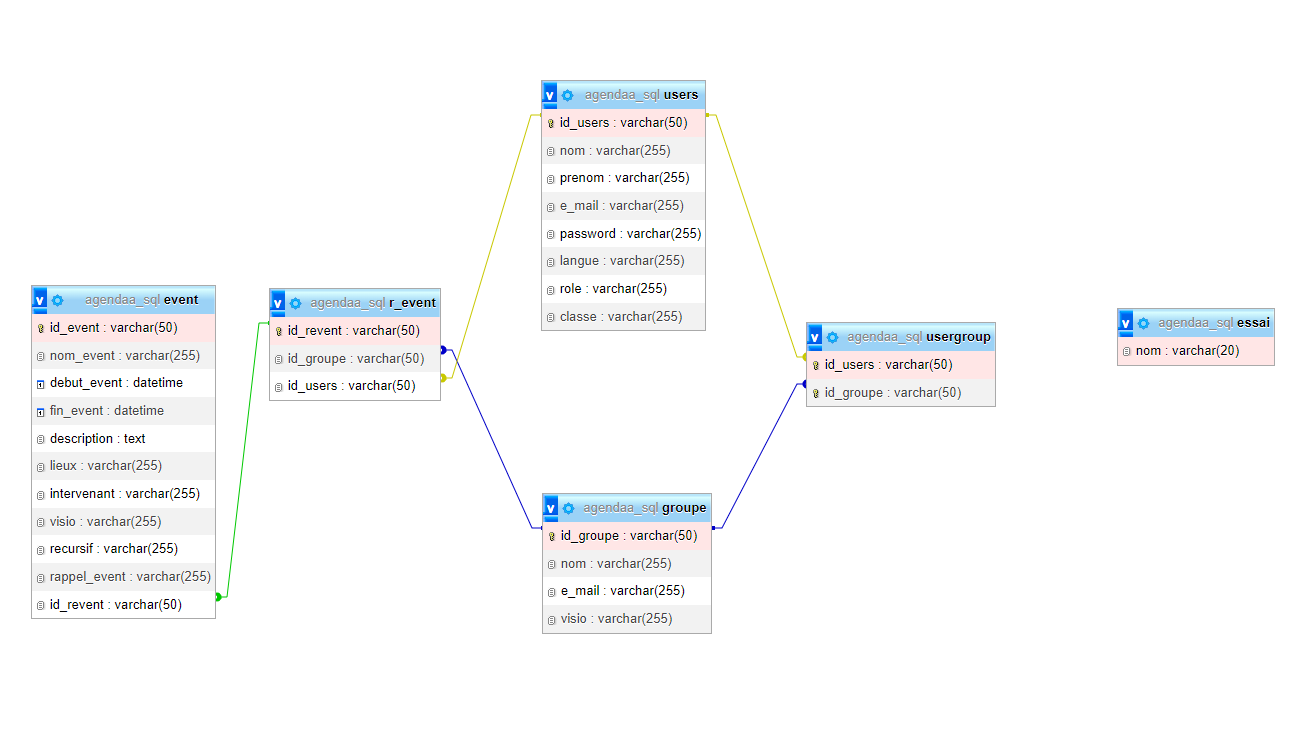 agendaa_sql users
id_users : varchar(50)
nom : varchar(255)
prenom : varchar(255)
e_mail : varchar(255)
password : varchar(255)
langue : varchar(255)
role : varchar(255)
classe : varchar(255)
agendaa_sql event
id_event : varchar(50)
nom_event : varchar(255)
debut_event : datetime
fin_event : datetime
description : text
lieux : varchar(255)
intervenant : varchar(255)
visio : varchar(255)
recursif : varchar(255)
rappel_event : varchar(255)
id_revent : varchar(50)
agendaa_sql r_event
id_revent : varchar(50)
id_groupe : varchar(50)
id_users : varchar(50)
agendaa_sql usergroup
id_users : varchar(50)
id_groupe : varchar(50)
agendaa_sql essai
nom : varchar(20)
agendaa_sql groupe
id_groupe : varchar(50)
nom : varchar(255)
e_mail : varchar(255)
visio : varchar(255)